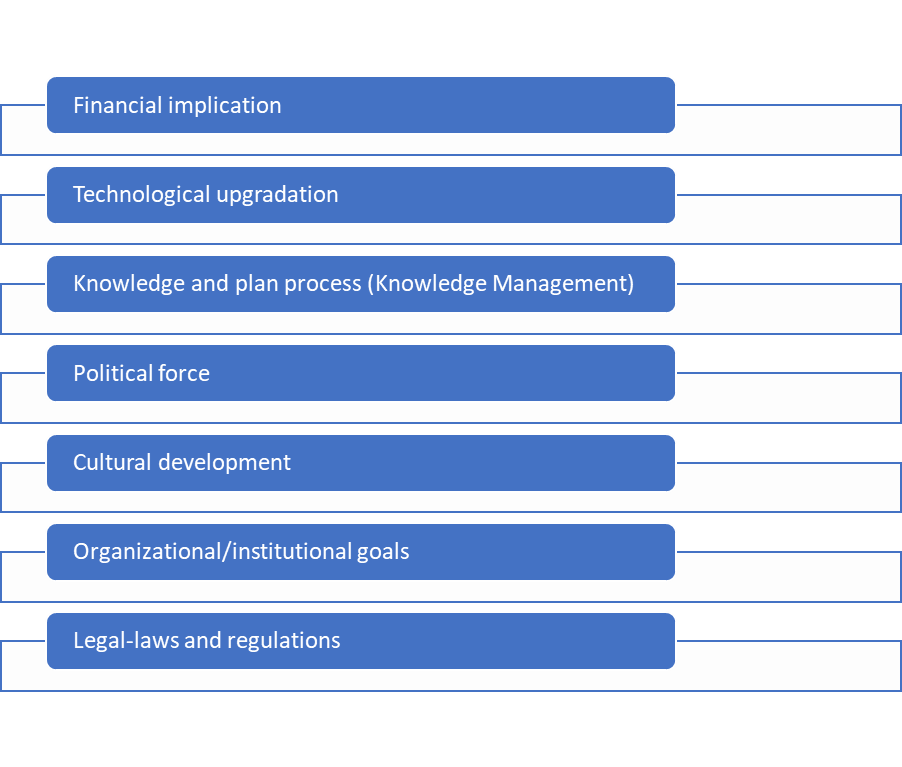 Financial implication
Technological upgradation
Knowledge and plan process (Knowledge Management)
Political force
Cultural development
Organizational/institutional goals
Legal-laws and regulations